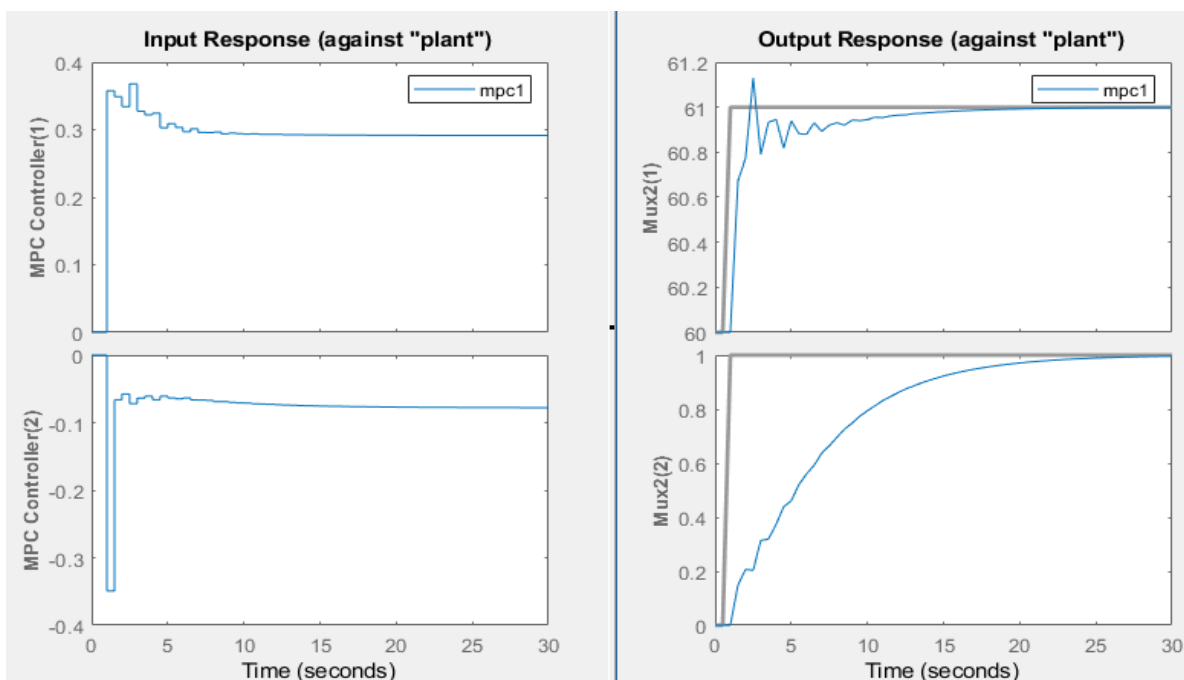 Input Response (against "plant")
MPC Controller(1)
0.4
0.3
0.2
0.1
0
mpc1
MPC Controller(2)
0
-0.1
-0.2
-0.3
-0.4
0 5 10 15 20 25 30
Time (seconds)
Output Response (against "plant")
Mux2(1)
61.2
61
60.8
60.6
60.4
60.2
60
mpc1
Mux2(2)
1
0.8
0.6
0.4
0.2
0
0 5 10 15 20 25 30
Time (seconds)